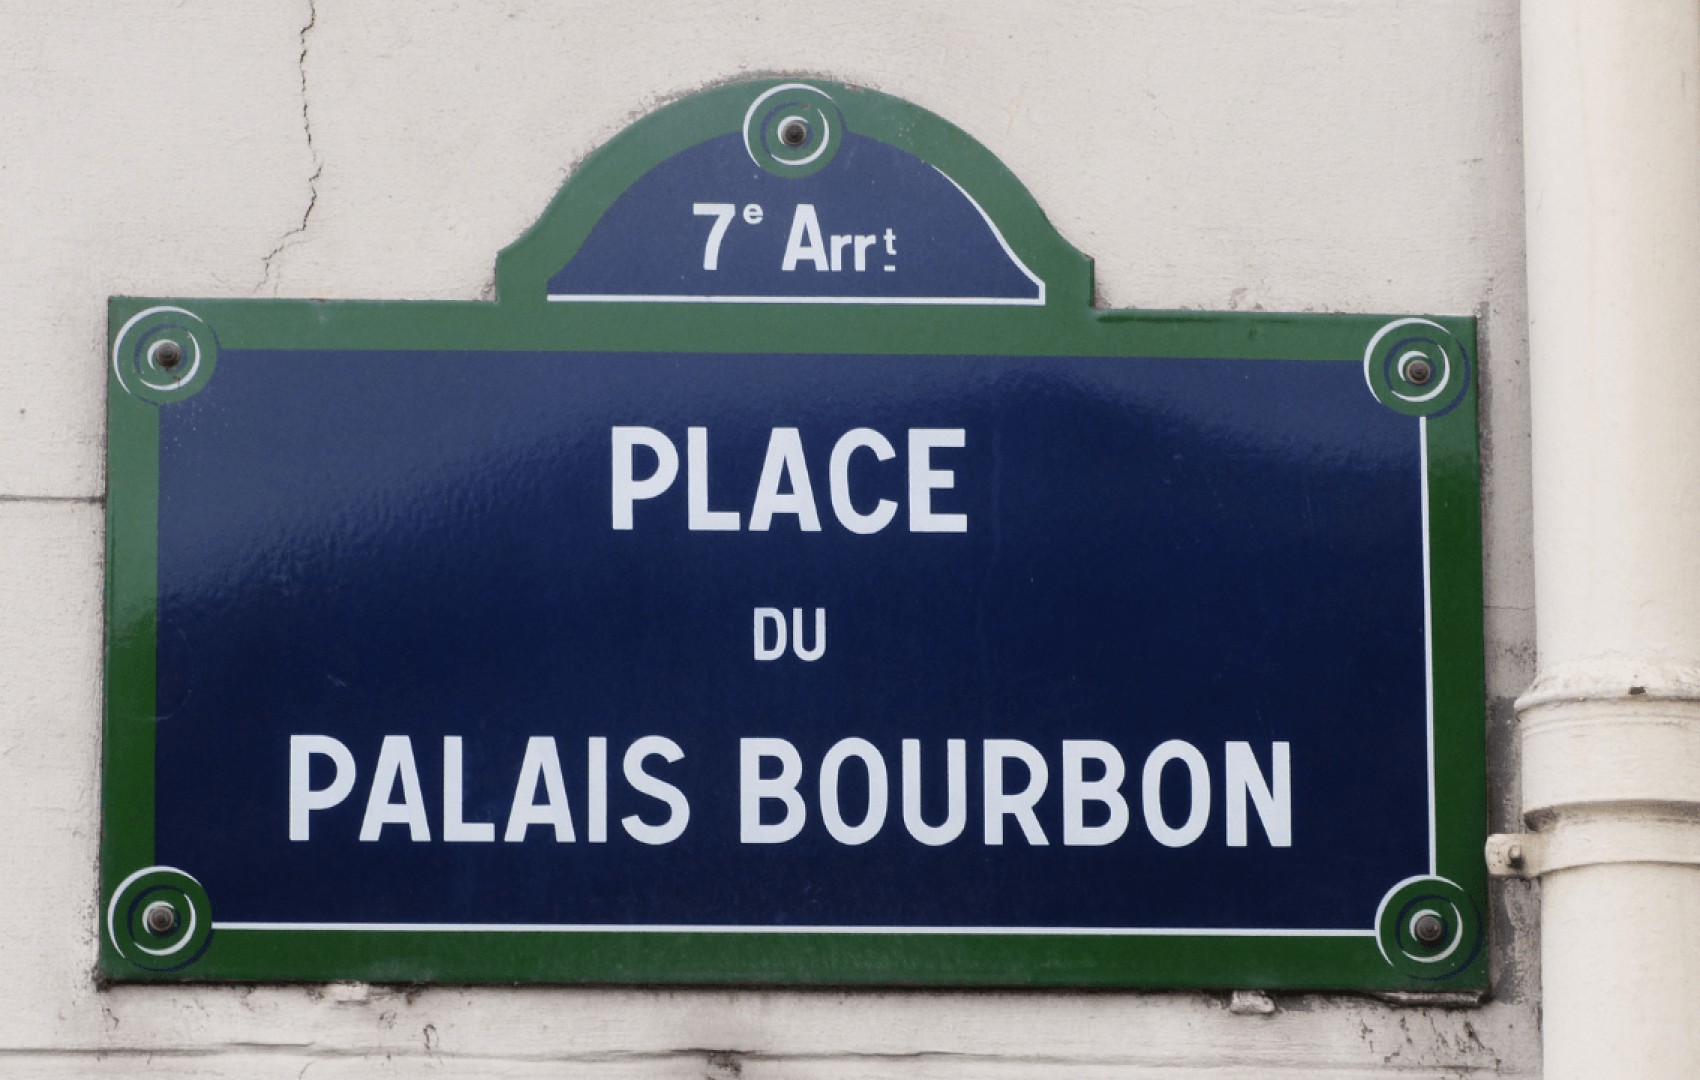 7e Arrt
PLACE
DU
PALAIS BOURBON